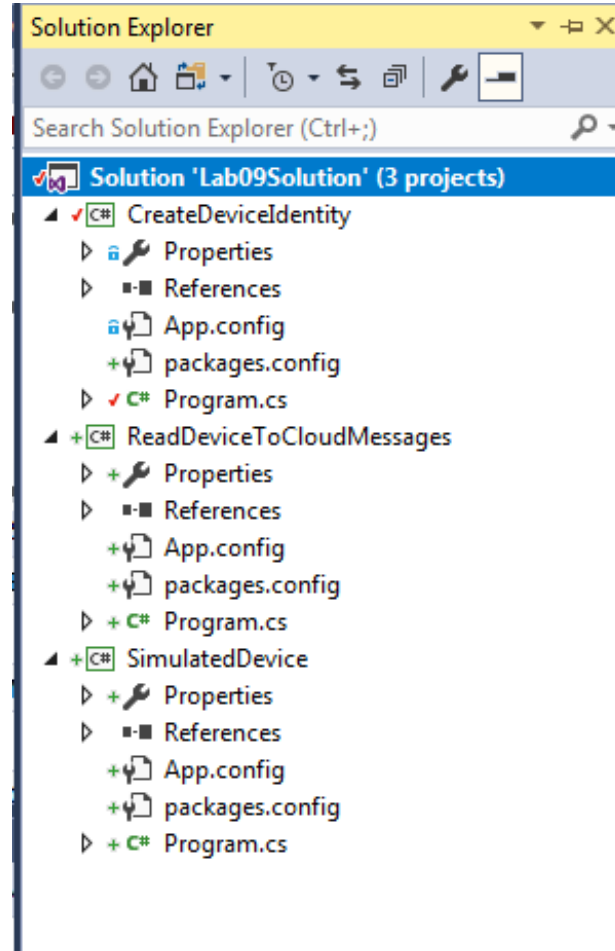 Solution Explorer
Search Solution Explorer (Ctrl+;)
Solution 'Lab09Solution' (3 projects)
C# CreateDeviceIdentity
Properties
References
App.config
packages.config
C# Program.cs
C# ReadDeviceToCloudMessages
Properties
References
App.config
packages.config
C# Program.cs
C# SimulatedDevice
Properties
References
App.config
packages.config
C# Program.cs